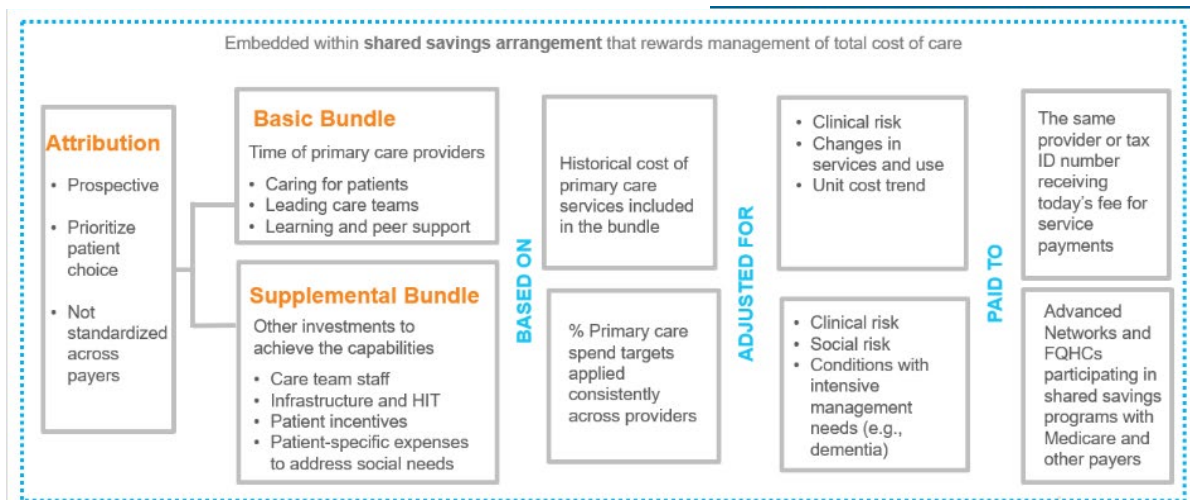 Embedded within shared savings arrangement that rewards management of total cost of care
Attribution
• Prospective
• Prioritize
patient
choice
• Not
standardized
across
payers
Basic Bundle
Time of primary care providers
• Caring for patients
• Leading care teams
• Learning and peer support
Supplemental Bundle
Other investments to
achieve the capabilities
• Care team staff
• Infrastructure and HIT
• Patient incentives
• Patient-specific expenses
to address social needs
BASED ON
Historical cost of
primary care
services included
in the bundle
% Primary care
spend targets
applied
consistently
across providers
ADJUSTED FOR
• Clinical risk
• Changes in
services and use
• Unit cost trend
• Clinical risk
• Social risk
• Conditions with
intensive
management
needs (e.g.,
dementia)
PAID TO
The same
provider or tax
ID number
receiving
today's fee for
service
payments
Advanced
Networks and
FQHCs
participating in
shared savings
programs with
Medicare and
other payers